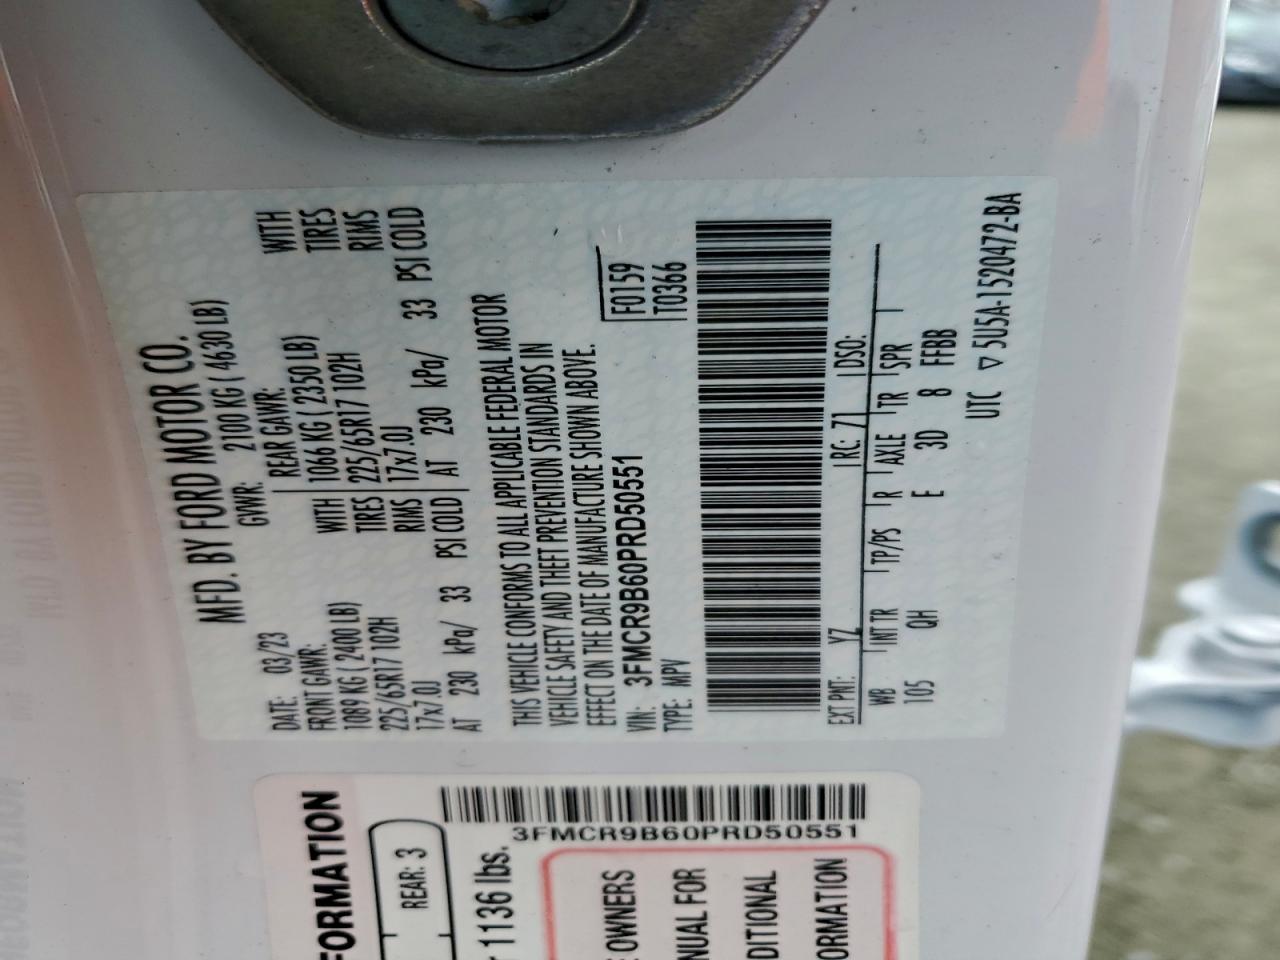 MFD. BY FORD MOTOR CO.
DATE: 03/23 GVWR: 2100 KG ( 4630 LB)
FRONT GAWR: REAR GAWR:
1089 KG ( 2400 LB) WITH 1066 KG ( 2350 LB) WITH
225/65R17 102H TIRES 225/65R17 102H TIRES
17x7.0J RIMS 17x7.0J RIMS
AT 230 kPa/ 33 PSI COLD AT 230 kPa/ 33 PSI COLD
THIS VEHICLE CONFORMS TO ALL APPLICABLE FEDERAL MOTOR
VEHICLE SAFETY AND THEFT PREVENTION STANDARDS IN
EFFECT ON THE DATE OF MANUFACTURE SHOWN ABOVE.
F0159
VIN: 3FMCR9B60PRD50551
T0366
TYPE: MPV
EXT PNT: YZ RC: 71 DSO:
WB INT TR TP/PS R AXLE TR SPR
105 QH E 3D 8 FFBB
UTC ▽ 5U5A-1520472-BA
3FMCR9B60PRD50551
FORMATION
REAR: 3
1136 lbs.
OWNERS
NUAL FOR
DITIONAL
ORMATION